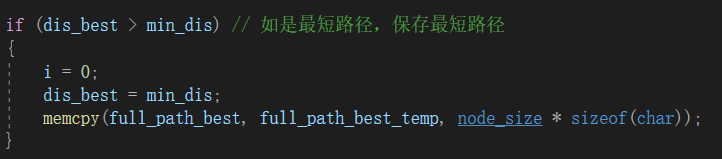 if (dis_best > min_dis) // 如是最短路径，保存最短路径
{
i = 0;
dis_best = min_dis;
memcpy(full_path_best, full_path_best_temp, node_size * sizeof(char));
}